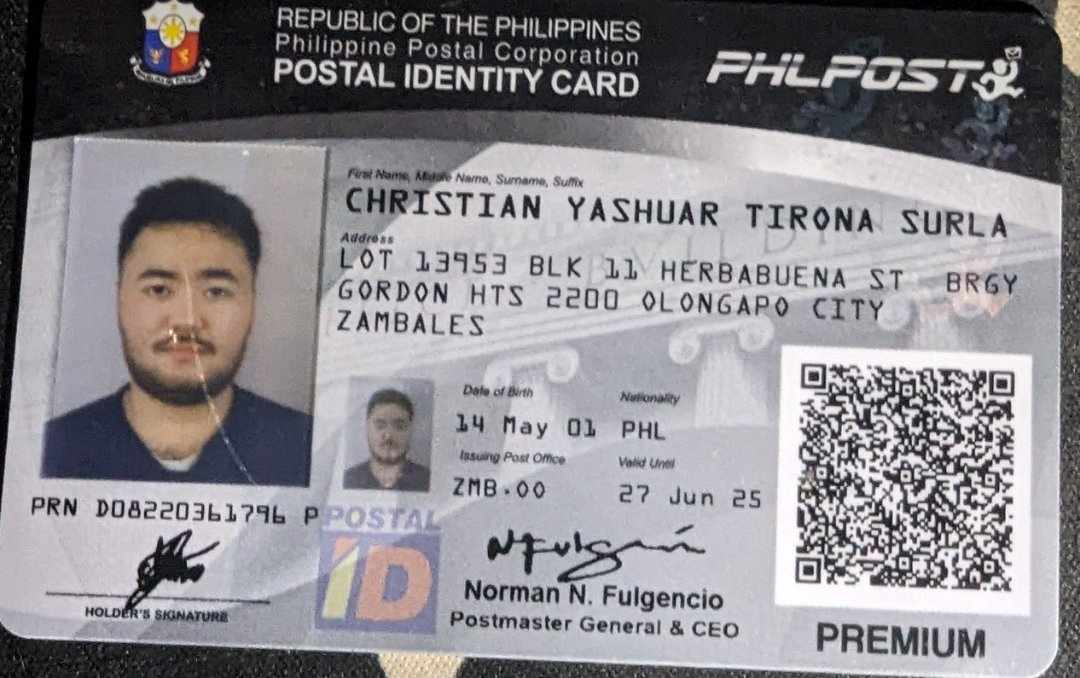 REPUBLIC OF THE PHILIPPINES
Philippine Postal Corporation
POSTAL IDENTITY CARD
PHLPOST
First Name, Middle Name, Surname, Suffix
CHRISTIAN YASHUAR TIRONA SURLA
Address
LOT 13953 BLK 11 HERBABUENA ST BRGY
GORDON HTS 2200 OLONGAPO CITY
ZAMBALES
Date of Birth
Nationality
14 May 01
PHL
Issuing Post Office
Valid Until
ZMB.00
27 Jun 25
PRN D08220361796 P
POSTAL
iD
HOLDER'S SIGNATURE
Norman N. Fulgencio
Postmaster General & CEO
PREMIUM